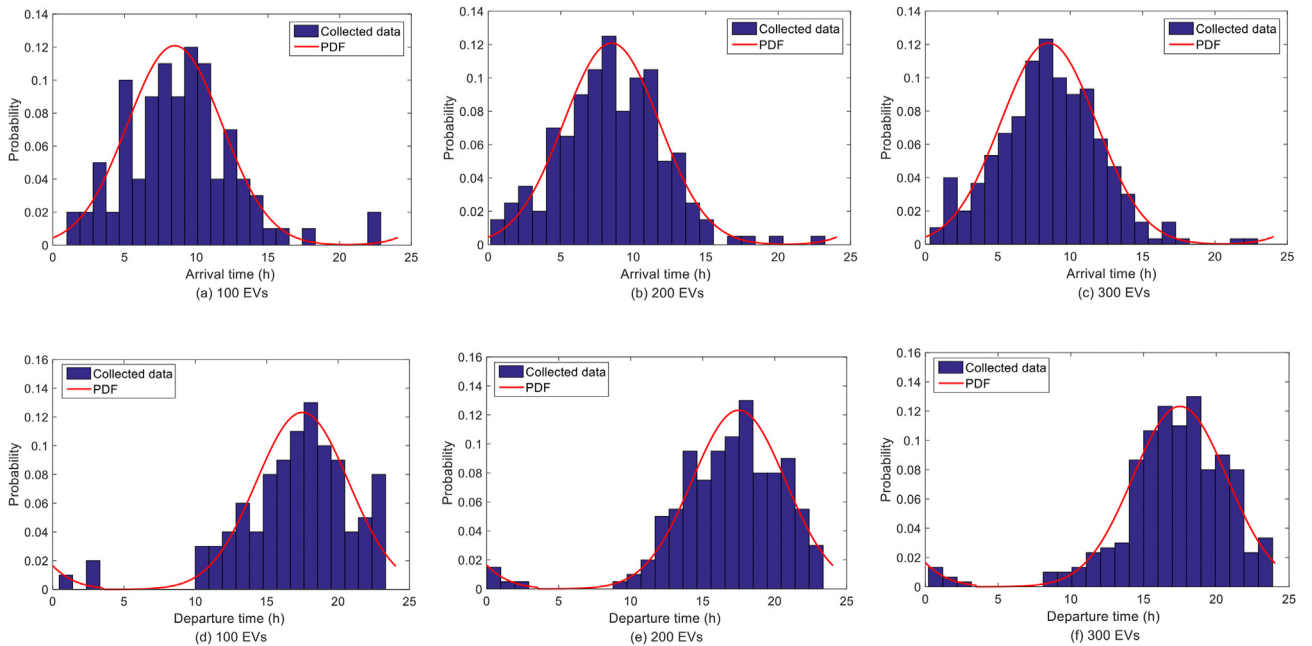 0.14
0.12
0.1
0.08
0.06
0.04
0.02
0
Probability
Collected data
PDF
0 5 10 15 20 25
Arrival time (h)
(a) 100 EVs
0.14
0.12
0.1
0.08
0.06
0.04
0.02
0
Probability
Collected data
PDF
0 5 10 15 20 25
Arrival time (h)
(b) 200 EVs
0.14
0.12
0.1
0.08
0.06
0.04
0.02
0
Probability
Collected data
PDF
0 5 10 15 20 25
Arrival time (h)
(c) 300 EVs
0.16
0.14
0.12
0.1
0.08
0.06
0.04
0.02
0
Probability
Collected data
PDF
0 5 10 15 20 25
Departure time (h)
(d) 100 EVs
0.16
0.14
0.12
0.1
0.08
0.06
0.04
0.02
0
Probability
Collected data
PDF
0 5 10 15 20 25
Departure time (h)
(e) 200 EVs
0.16
0.14
0.12
0.1
0.08
0.06
0.04
0.02
0
Probability
Collected data
PDF
0 5 10 15 20 25
Departure time (h)
(f) 300 EVs